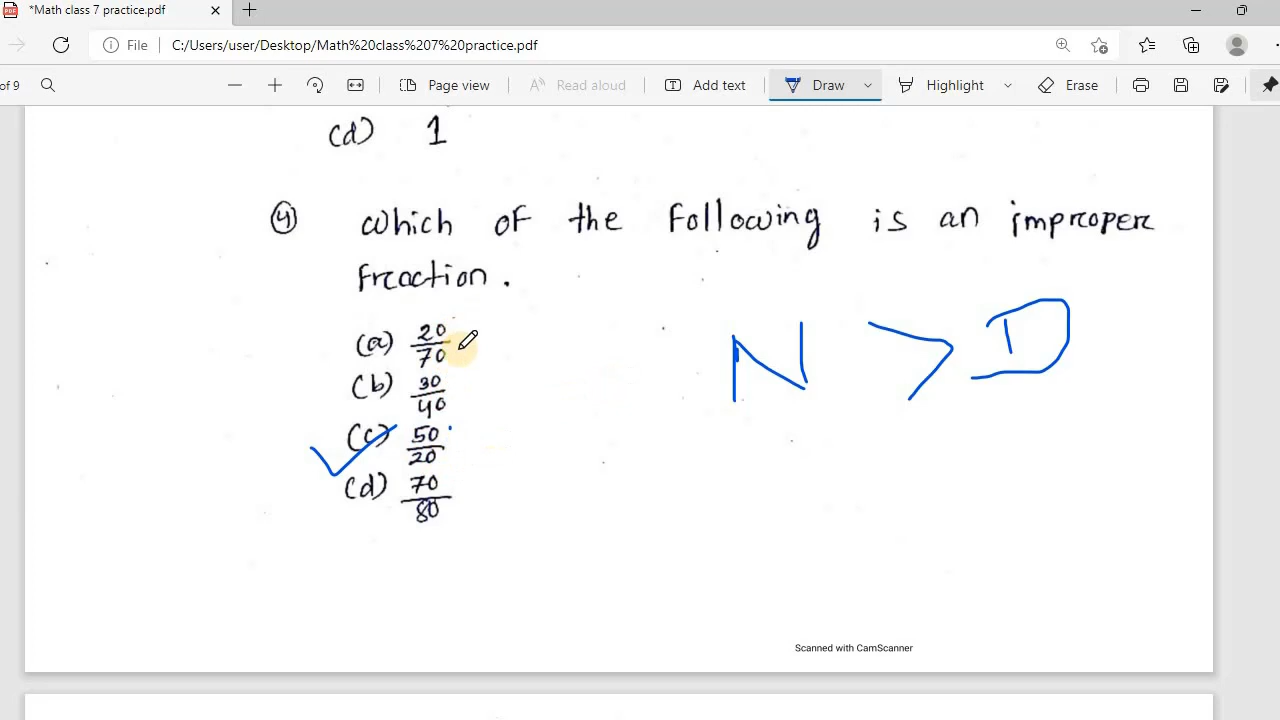 *Math class 7 practice.pdf
File
C:/Users/user/Desktop/Math%20class%207%20practice.pdf
of 9
Page view
Read aloud
Add text
Draw
Highlight
Erase
(d) 1
(4) Which of the following is an improper
fraction.
(a) 20/70
(b) 30/40
(c) 50/20
(d) 70/80
N > D
Scanned with CamScanner